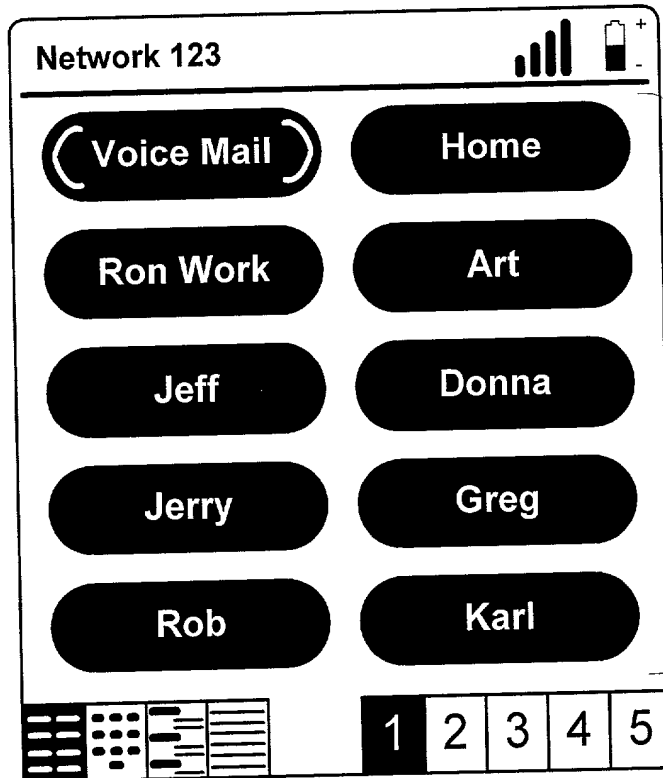 Network 123 + -
Voice Mail Home
Ron Work Art
Jeff Donna
Jerry Greg
Rob Karl
1 2 3 4 5